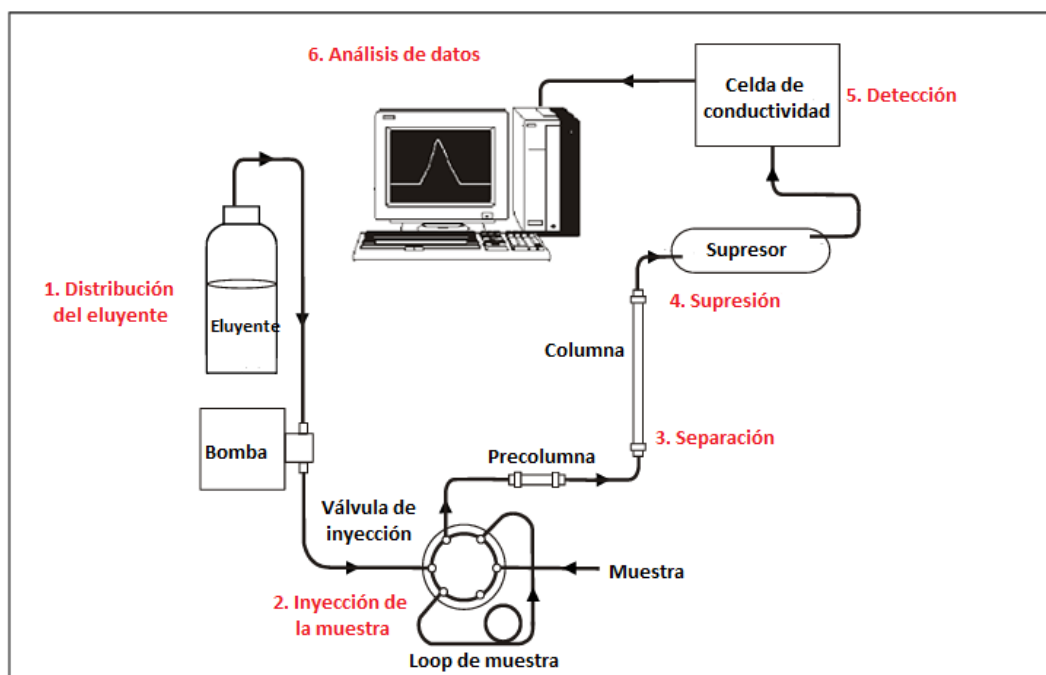 6. Análisis de datos
Celda de
conductividad
5. Detección
1. Distribución
del eluyente
Eluyente
Supresor
4. Supresión
Columna
3. Separación
Bomba
Precolumna
Válvula de
inyección
Muestra
2. Inyección de
la muestra
Loop de muestra